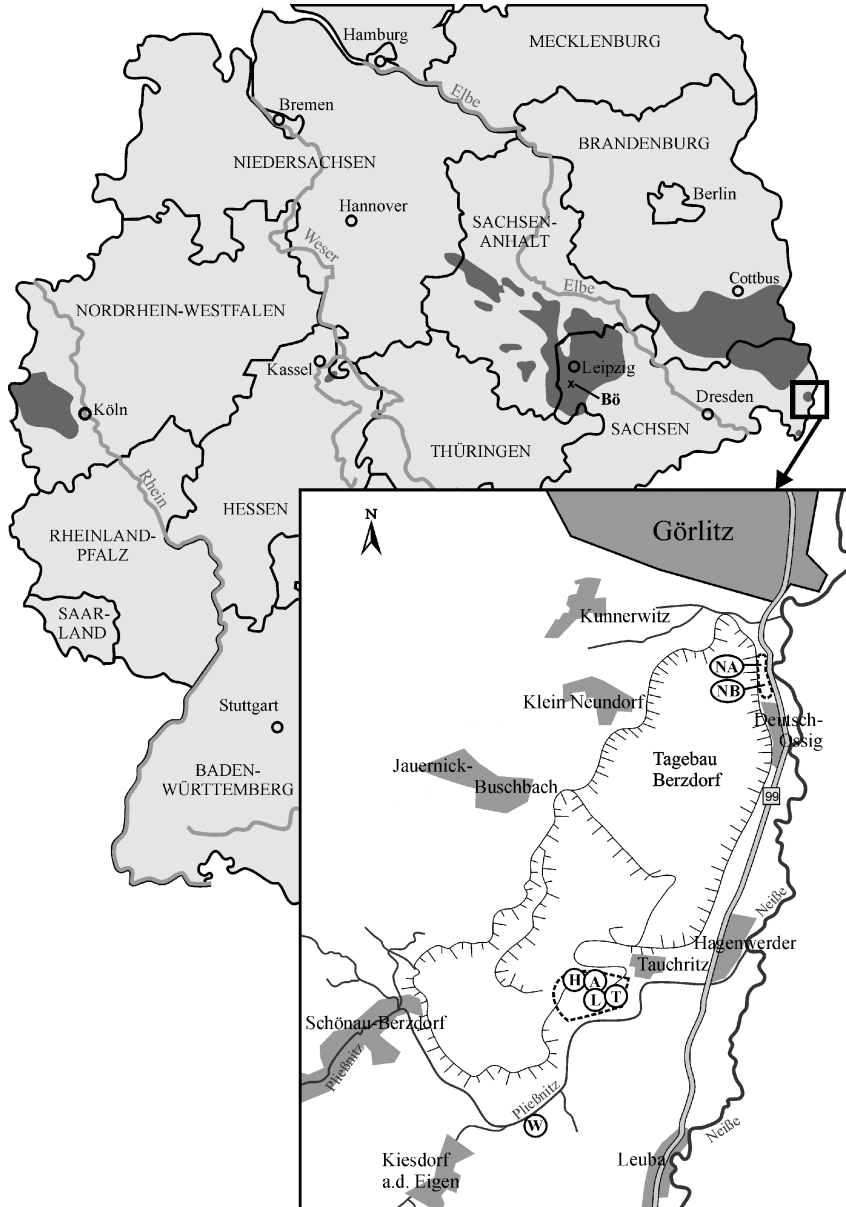 Hamburg
MECKLENBURG
Elbe
Bremen
BRANDENBURG
NIEDERSACHSEN
Berlin
Hannover
SACHSEN-
ANHALT
Weser
Cottbus
Elbe
NORDRHEIN-WESTFALEN
Kassel
Leipzig
x
Bö
Dresden
Köln
SACHSEN
THÜRINGEN
Rhein
HESSEN
RHEINLAND-
PFALZ
SAAR-
LAND
Stuttgart
BADEN-
WÜRTTEMBERG
N
Görlitz
Kunnerwitz
NA
NB
Klein Neundorf
Deutsch-
Ossig
Tagebau
Berzdorf
Jauernick-
Buschbach
99
Neiße
Hagenwerder
Tauchritz
H
A
L
T
Schönau-Berzdorf
Pließnitz
Pließnitz
W
Neiße
Kiesdorf
a.d. Eigen
Leuba